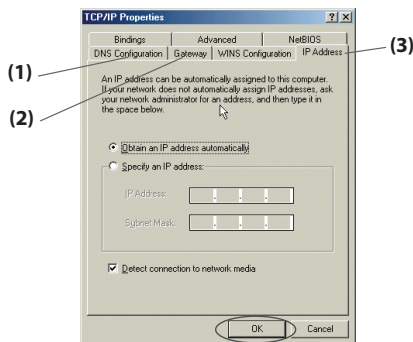 TCP/IP Properties
Bindings Advanced NetBIOS
DNS Configuration Gateway WINS Configuration IP Address
(3)
(1)
(2)
An IP address can be automatically assigned to this computer.
If your network does not automatically assign IP addresses, ask
your network administrator for an address, and then type it in
the space below.
Obtain an IP address automatically
Specify an IP address:
IP Address:
Subnet Mask:
Detect connection to network media
OK Cancel